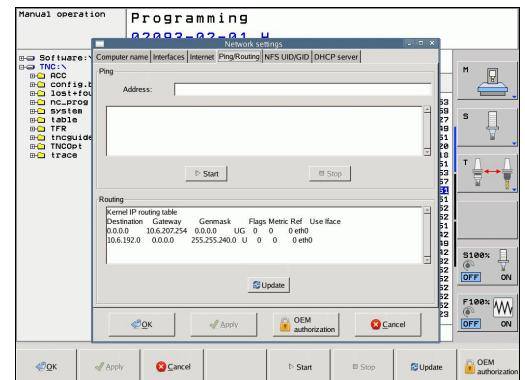 Manual operation
Programming
02093-02-01.H
Network settings
Software:\
TNC:\
ACC
config.b
lost+fou
nc_prog
system
table
TFR
tncguide
TNCOpt
trace
Computer name Interfaces Internet Ping/Routing NFS UID/GID DHCP server
Ping
Address:
Start Stop
Routing
Kernel IP routing table
Destination Gateway Genmask Flags Metric Ref Use Iface
0.0.0.0 10.6.207.254 0.0.0.0 UG 0 0 0 eth0
10.6.192.0 0.0.0.0 255.255.240.0 U 0 0 0 eth0
Update
OK Apply OEM authorization Cancel
M
S
T
S100%
OFF ON
F100%
OFF ON
OK Apply Cancel Start Stop Update OEM authorization